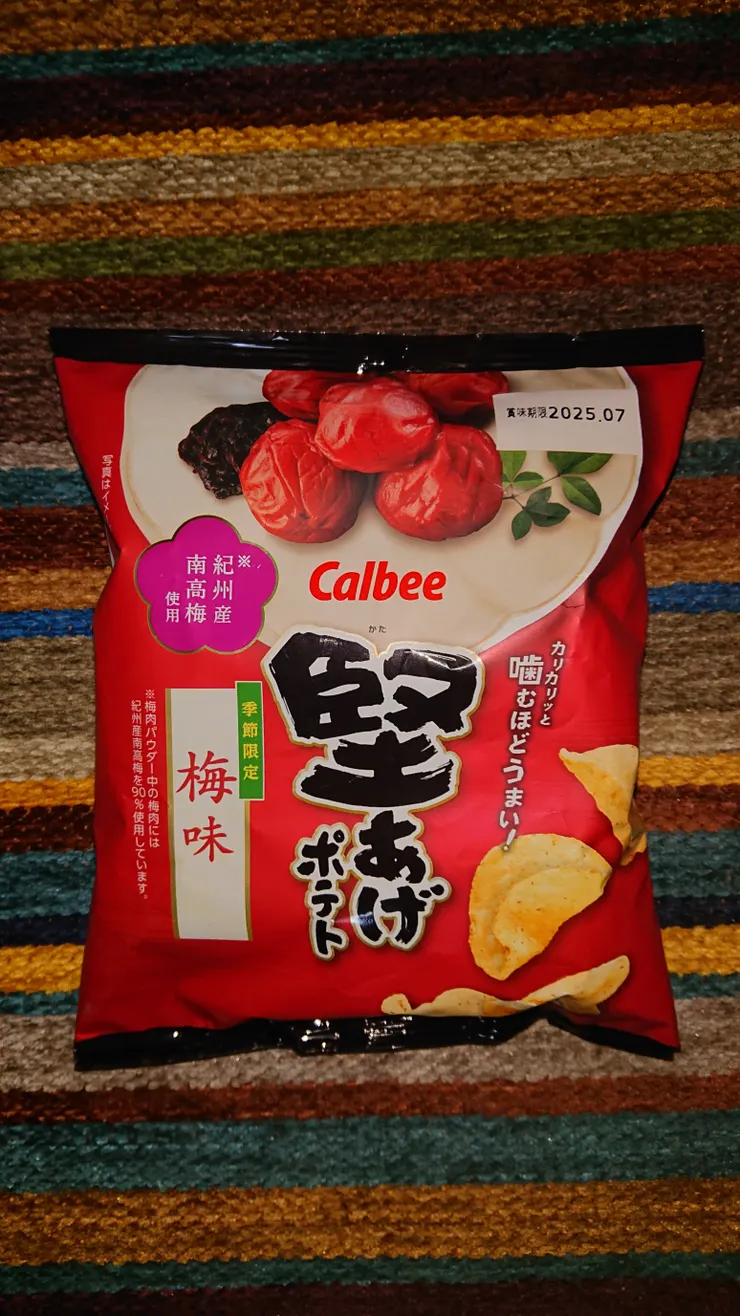 賞味期限2025.07
写真はイメ
※紀州産
南高梅
使用
Calbee
かた
堅あげ
ポテト
カリカリッと
噛むほどうまい!
季節限定
梅味
※梅肉パウダー中の梅肉には
紀州産南高梅を90%使用しています。